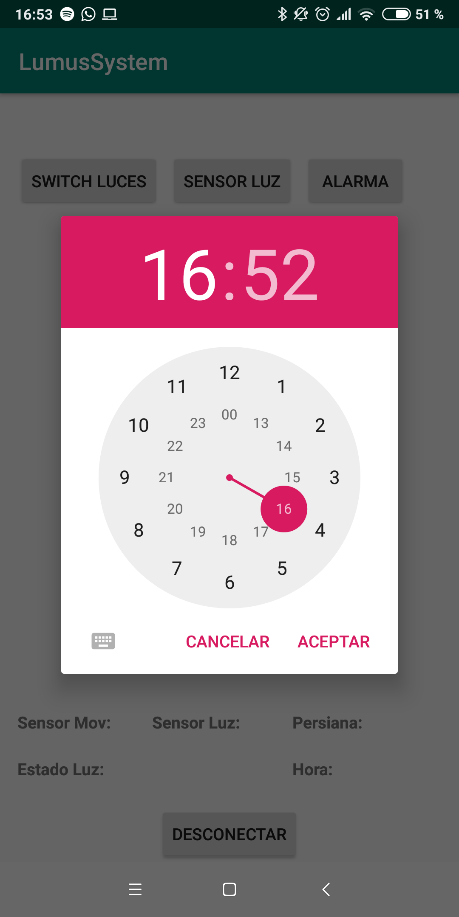 16:53 51 %
LumusSystem
SWITCH LUCES SENSOR LUZ ALARMA
16:52
12
11 1
00
10 23 13 2
22 14
9 21 15 3
20 16
8 19 17 4
18
7 5
6
CANCELAR ACEPTAR
Sensor Mov: Sensor Luz: Persiana:
Estado Luz: Hora:
DESCONECTAR